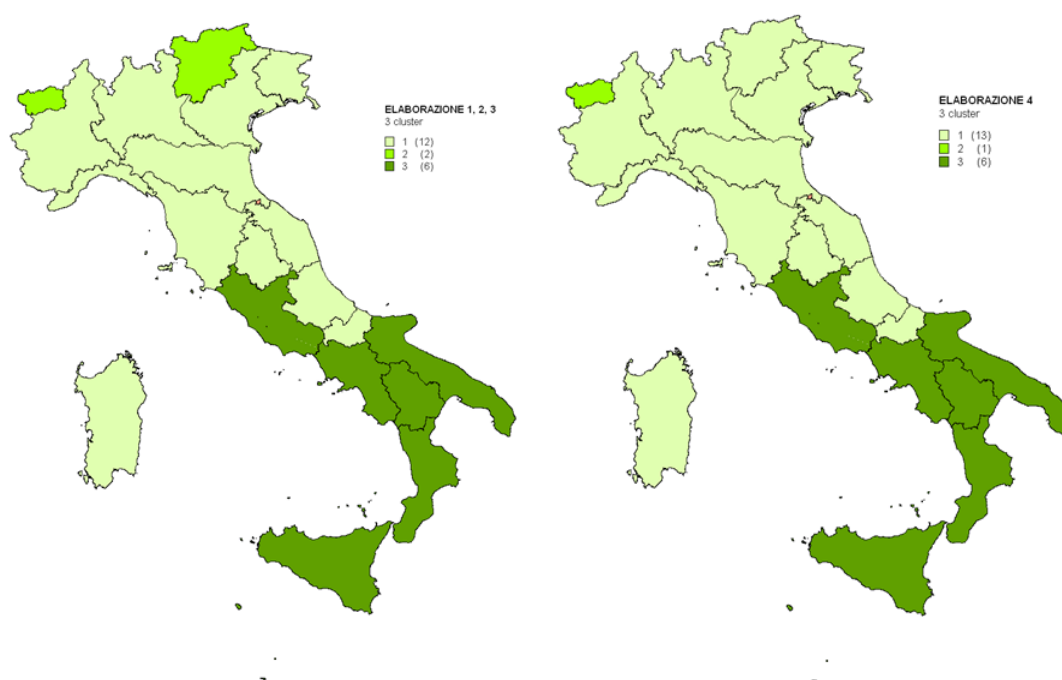 ELABORAZIONE 1, 2, 3
3 cluster
1 (12)
2 (2)
3 (6)
ELABORAZIONE 4
3 cluster
1 (13)
2 (1)
3 (6)